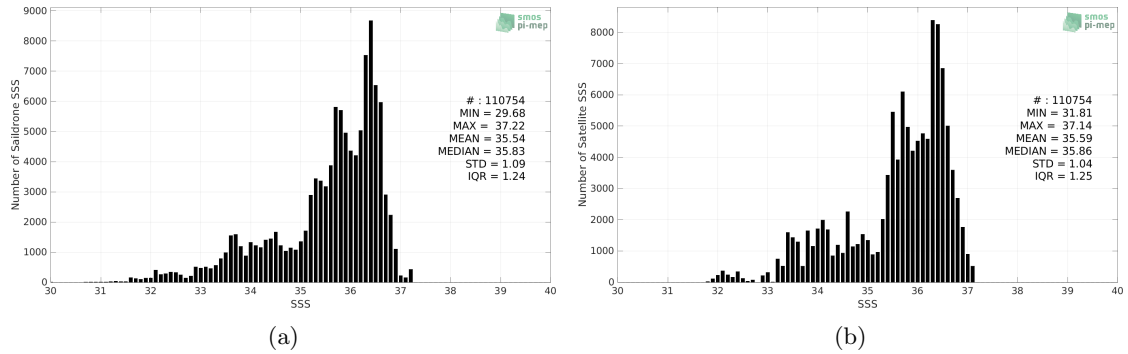 smos
pi-mep
9000
8000
7000
6000
5000
4000
3000
2000
1000
0
Number of Saildrone SSS
# : 110754
MIN = 29.68
MAX = 37.22
MEAN = 35.54
MEDIAN = 35.83
STD = 1.09
IQR = 1.24
30 31 32 33 34 35 36 37 38 39 40
SSS
(a)
smos
pi-mep
8000
7000
6000
5000
4000
3000
2000
1000
0
Number of Satellite SSS
# : 110754
MIN = 31.81
MAX = 37.14
MEAN = 35.59
MEDIAN = 35.86
STD = 1.04
IQR = 1.25
30 31 32 33 34 35 36 37 38 39 40
SSS
(b)